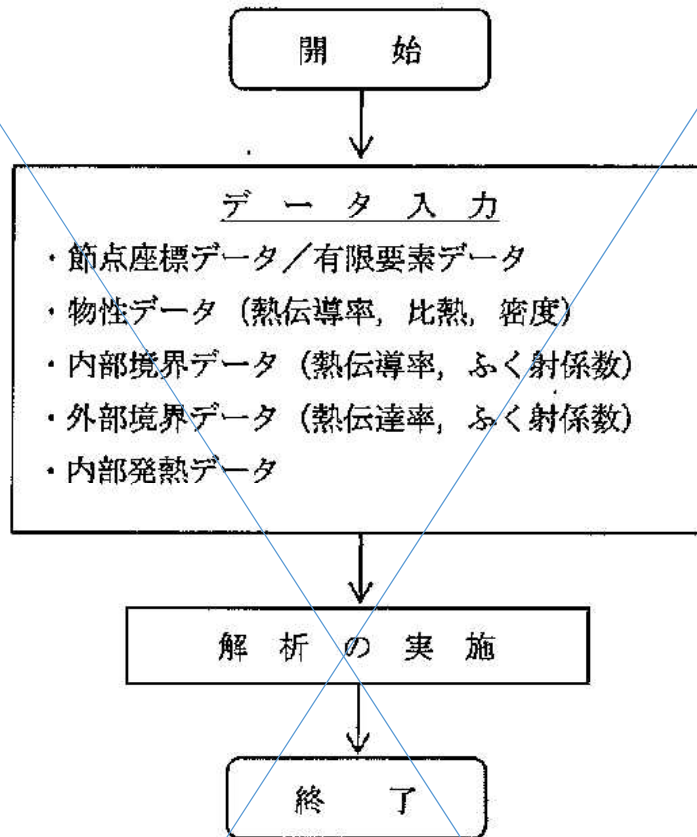 開 始
データ入力
・節点座標データ/有限要素データ
・物性データ (熱伝導率, 比熱, 密度)
・内部境界データ (熱伝導率, ふく射係数)
・外部境界データ (熱伝達率, ふく射係数)
・内部発熱データ
解析の実施
終 了